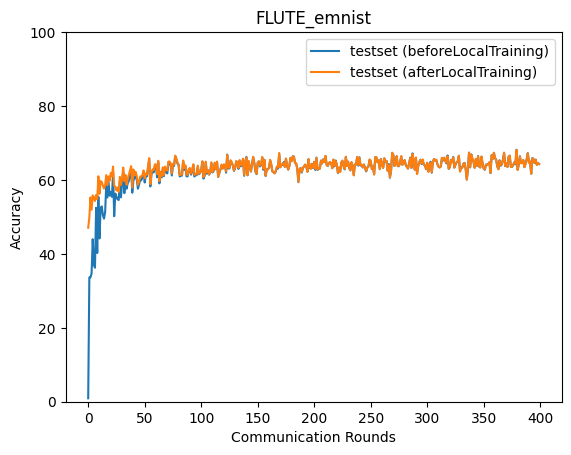 FLUTE_emnist
100
80
60
40
20
0
Accuracy
testset (beforeLocalTraining)
testset (afterLocalTraining)
0 50 100 150 200 250 300 350 400
Communication Rounds